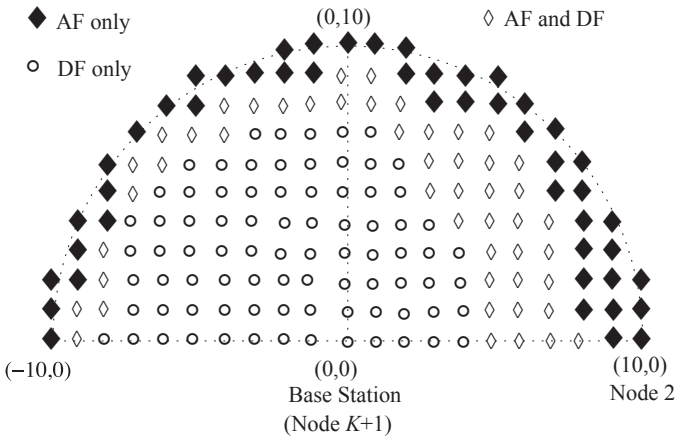 AF only
(0,10)
AF and DF
DF only
(−10,0)
(0,0)
(10,0)
Base Station
Node 2
(Node K+1)